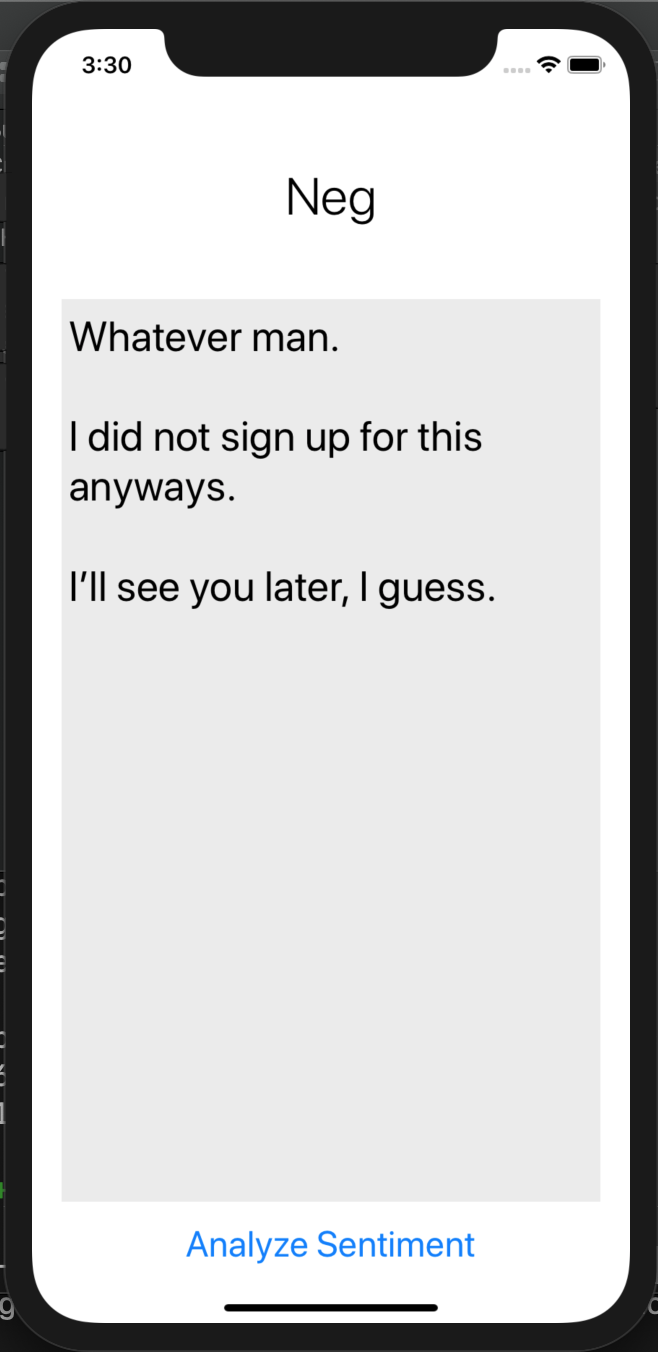 3:30
Neg
Whatever man.
I did not sign up for this
anyways.
I’ll see you later, I guess.
Analyze Sentiment